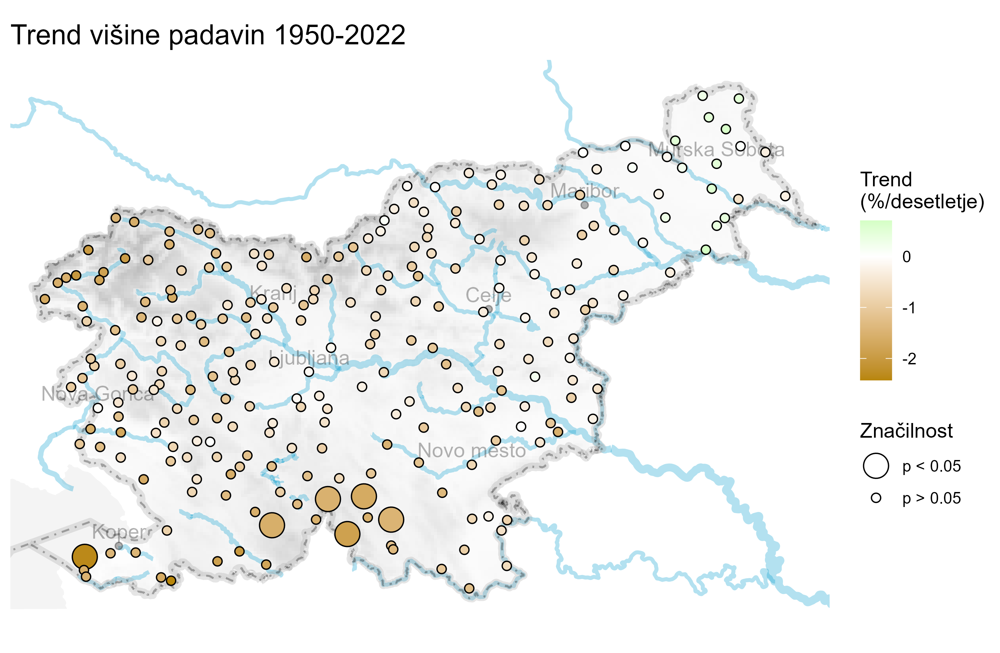 Trend višine padavin 1950-2022
Murska Sobota
Maribor
Kranj
Celje
Ljubljana
Nova Gorica
Novo mesto
Koper
Trend
(%/desetletje)
0
-1
-2
Značilnost
p < 0.05
p > 0.05